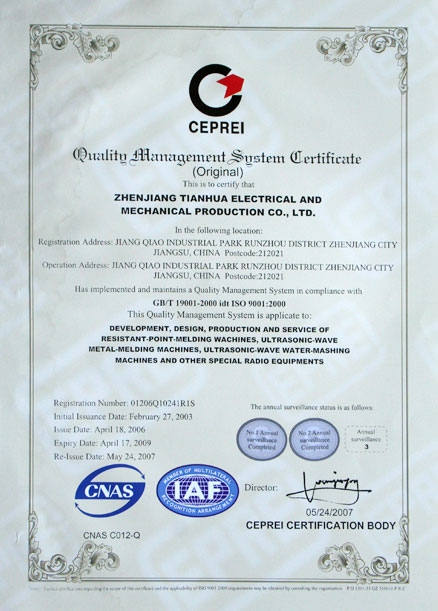 CEPREI
Quality Management System Certificate
(Original)
This is to certify that
ZHENJIANG TIANHUA ELECTRICAL AND
MECHANICAL PRODUCTION CO., LTD.
In the following location:
Registration Address: JIANG QIAO INDUSTRIAL PARK RUNZHOU DISTRICT ZHENJIANG CITY
JIANGSU, CHINA Postcode:212021
Operation Address: JIANG QIAO INDUSTRIAL PARK RUNZHOU DISTRICT ZHENJIANG CITY
JIANGSU, CHINA Postcode:212021
Has implemented and maintains a Quality Management System in compliance with
GB/T 19001-2000 idt ISO 9001:2000
This Quality Management System is applicate to:
DEVELOPMENT, DESIGN, PRODUCTION AND SERVICE OF
RESISTANT-POINT-MELDING WACHINES, ULTRASONIC-WAVE
METAL-MELDING MACHINES, ULTRASONIC-WAVE WATER-MASHING
MACHINES AND OTHER SPECIAL RADIO EQUIPMENTS
Registration Number: 01206Q10241R1S
Initial Issuance Date: February 27, 2003
Issue Date: April 18, 2006
Expiry Date: April 17, 2009
Re-Issue Date: May 24, 2007
The annual surveillance status is as follows:
No.1 Annual
surveillance
Completed
No.2 Annual
surveillance
Completed
Annual
surveillance
3
CNAS
MEMBER OF MULTILATERAL
IAF
RECOGNITION ARRANGEMENT
Director:
05/24/2007
CEPREI CERTIFICATION BODY
CNAS C012-Q